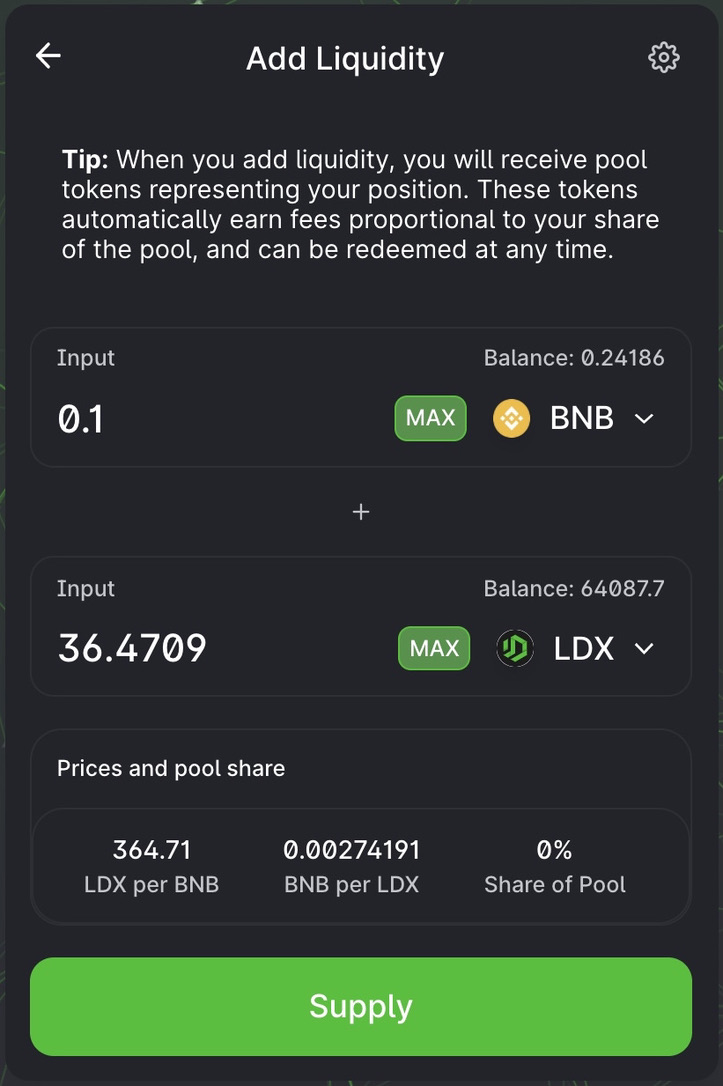 Add Liquidity
Tip: When you add liquidity, you will receive pool
tokens representing your position. These tokens
automatically earn fees proportional to your share
of the pool, and can be redeemed at any time.
Input Balance: 0.24186
0.1 MAX BNB
+
Input Balance: 64087.7
36.4709 MAX LDX
Prices and pool share
364.71 0.00274191 0%
LDX per BNB BNB per LDX Share of Pool
Supply